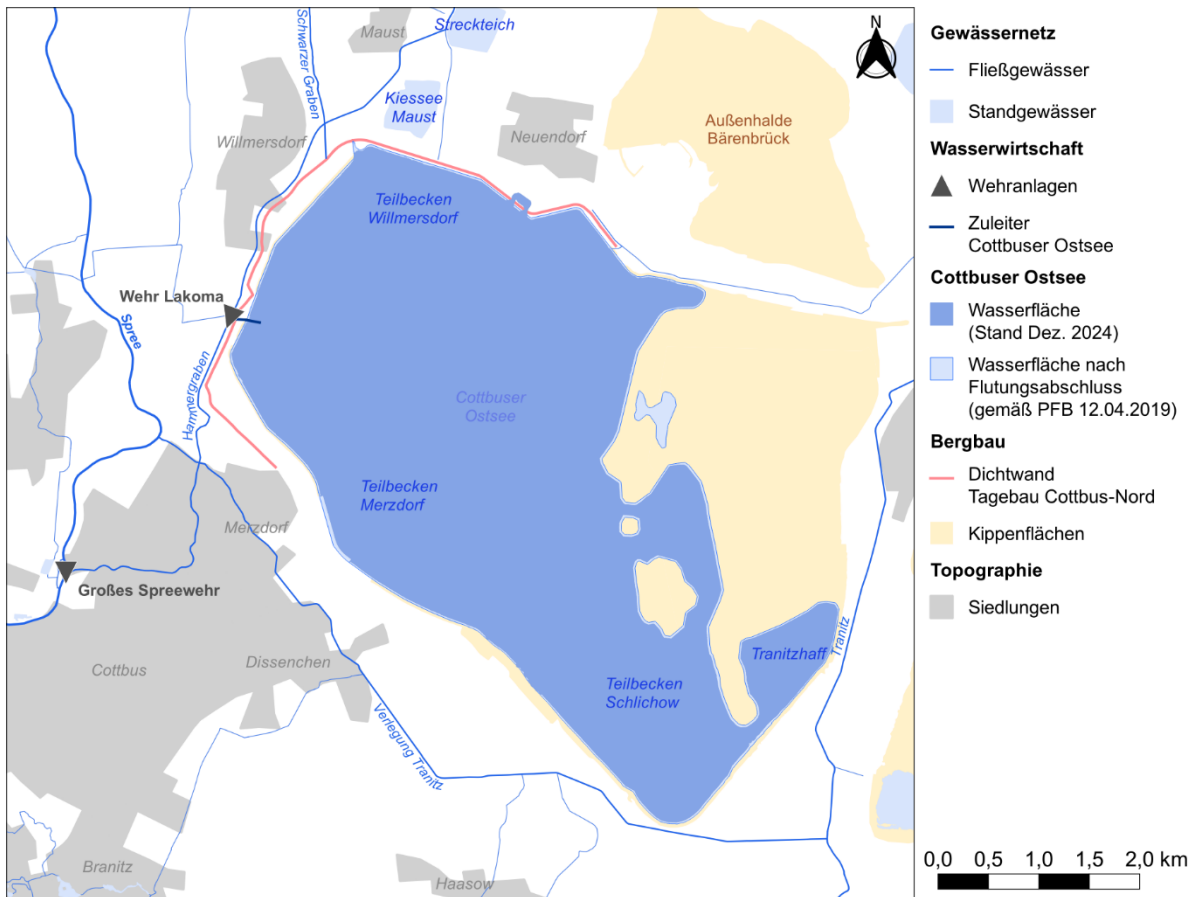 Maust
Streckteich
Schwarzer Graben
N
Kiessee
Maust
Willmersdorf
Neuendorf
Außenhalde
Bärenbrück
Teilbecken
Willmersdorf
Wehr Lakoma
Spree
Hammergraben
Cottbuser
Ostsee
Teilbecken
Merzdorf
Merzdorf
Großes Spreewehr
Cottbus
Dissenchen
Verlegung Tranitz
Tranitzhaff
Tranitz
Teilbecken
Schlichow
Branitz
Haasow
Gewässernetz
Fließgewässer
Standgewässer
Wasserwirtschaft
Wehranlagen
Zuleiter
Cottbuser Ostsee
Cottbuser Ostsee
Wasserfläche
(Stand Dez. 2024)
Wasserfläche nach
Flutungsabschluss
(gemäß PFB 12.04.2019)
Bergbau
Dichtwand
Tagebau Cottbus-Nord
Kippenflächen
Topographie
Siedlungen
0,0 0,5 1,0 1,5 2,0 km